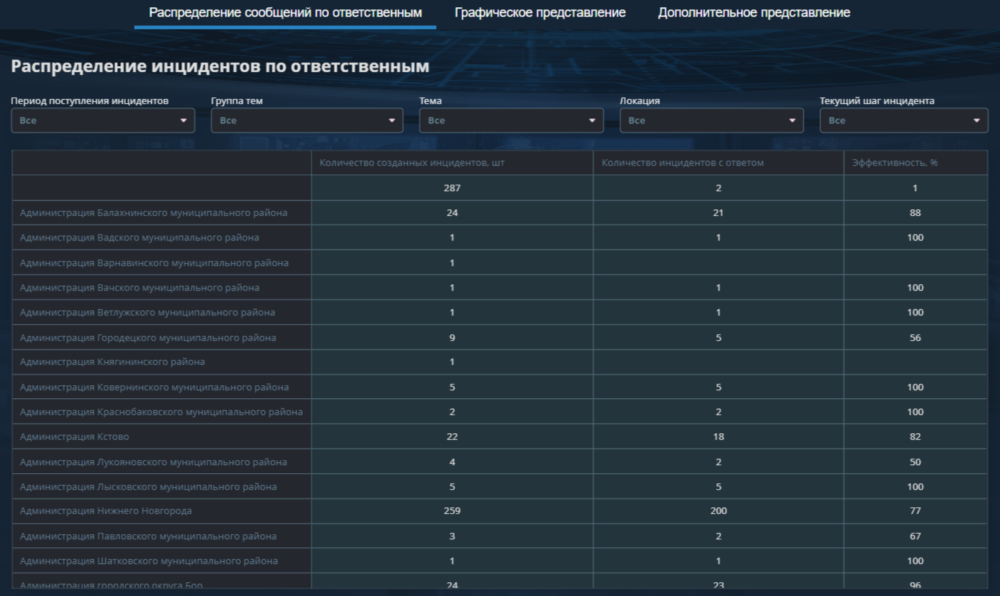 Распределение сообщений по ответственным Графическое представление Дополнительное представление
Распределение инцидентов по ответственным
Период поступления инцидентов Группа тем Тема Локация Текущий шаг инцидента
Все Все Все Все Все
Количество созданных инцидентов, шт Количество инцидентов с ответом Эффективность, %
287 2 1
Администрация Балахнинского муниципального района 24 21 88
Администрация Вадского муниципального района 1 1 100
Администрация Варнавинского муниципального района 1
Администрация Вачского муниципального района 1 1 100
Администрация Ветлужского муниципального района 1 1 100
Администрация Городецкого муниципального района 9 5 56
Администрация Княгининского района 1
Администрация Ковернинского муниципального района 5 5 100
Администрация Краснобаковского муниципального района 2 2 100
Администрация Кстово 22 18 82
Администрация Лукояновского муниципального района 4 2 50
Администрация Лысковского муниципального района 5 5 100
Администрация Нижнего Новгорода 259 200 77
Администрация Павловского муниципального района 3 2 67
Администрация Шатковского муниципального района 1 1 100
Администрация городского округа Бор 24 23 96